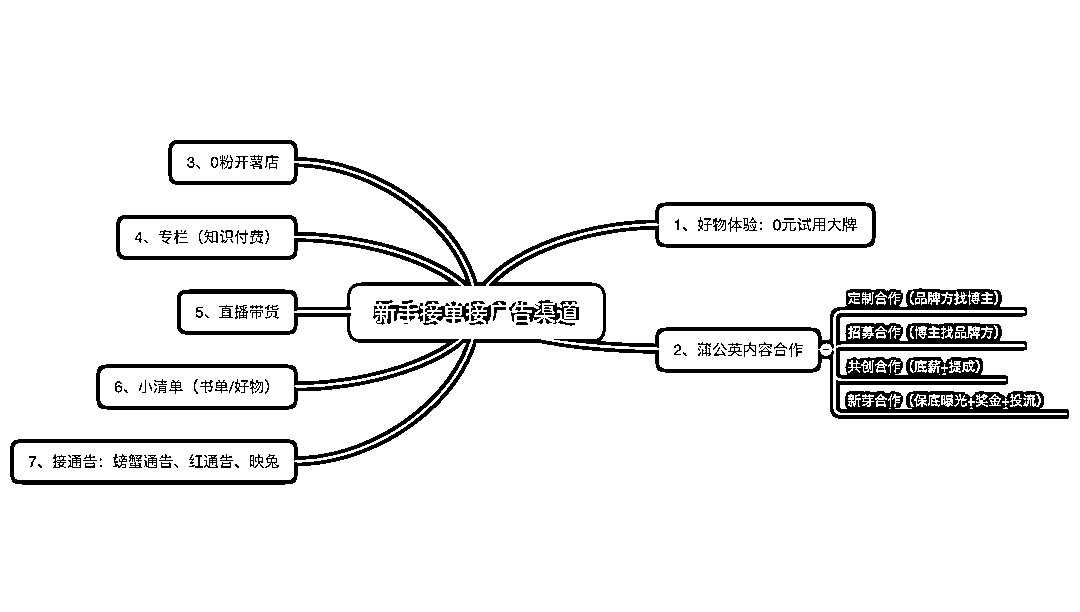 新手接单接广告渠道
1、好物体验：0元试用大牌
2、蒲公英内容合作
定制合作（品牌方找博主）
招募合作（博主找品牌方）
共创合作（底薪+提成）
新芽合作（保底曝光+奖金+投流）
3、0粉开薯店
4、专栏（知识付费）
5、直播带货
6、小清单（书单/好物）
7、接通告：螃蟹通告、红通告、映兔